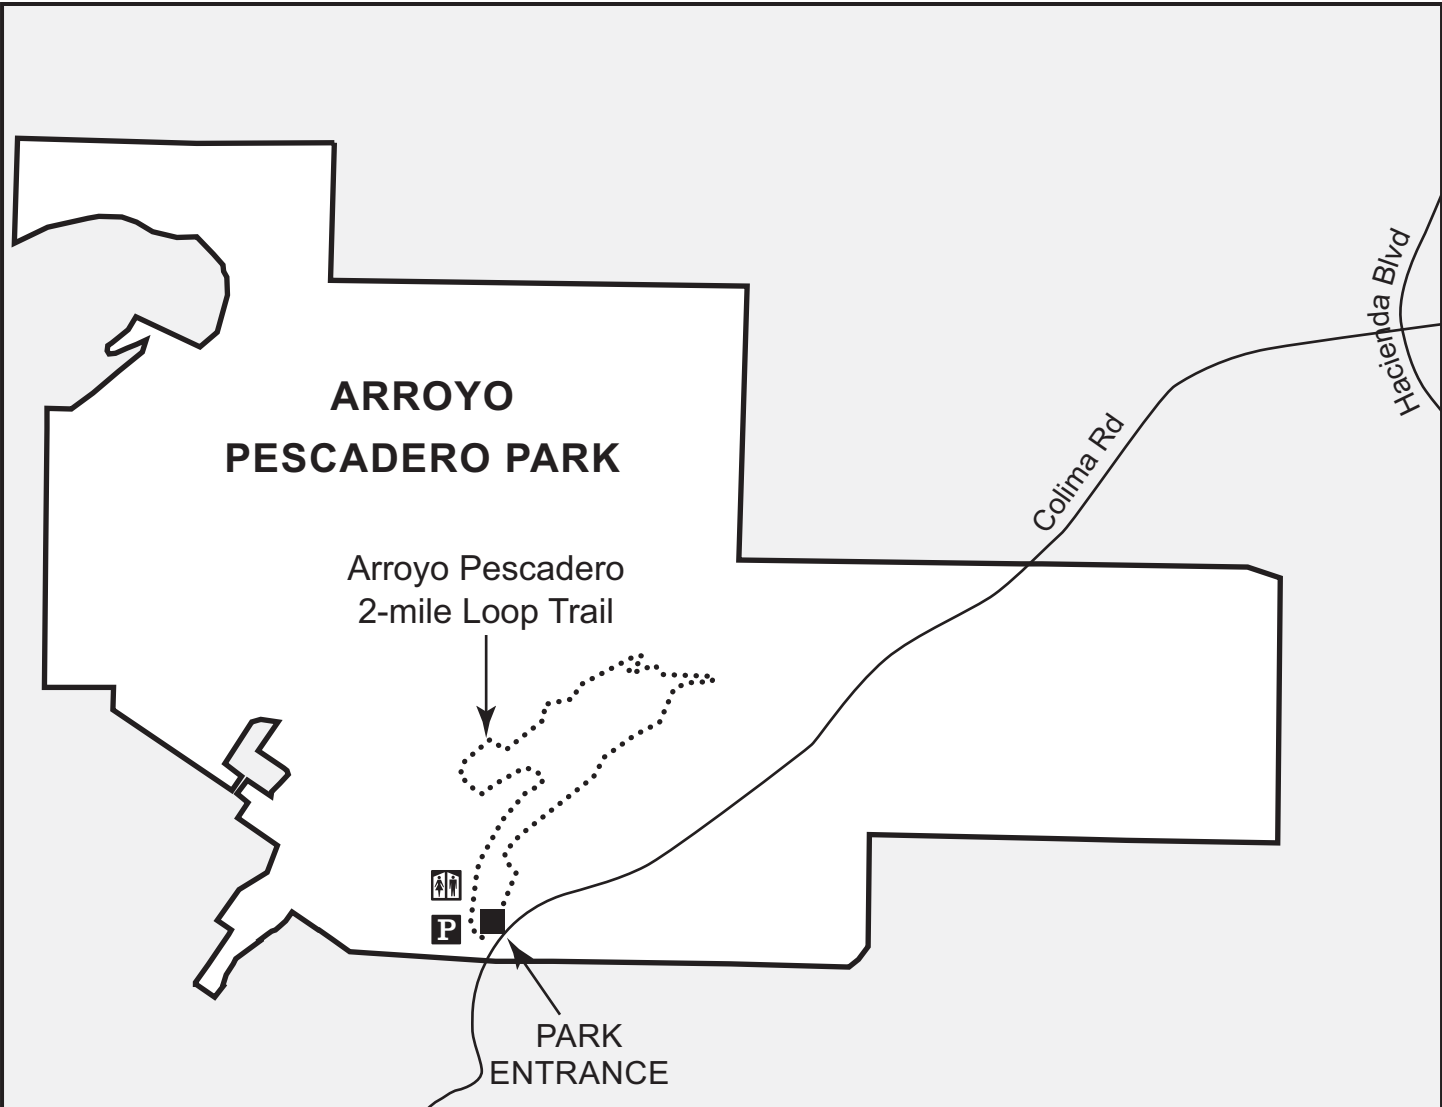 ARROYO
PESCADERO PARK
Hacienda Blvd
Colima Rd
Arroyo Pescadero
2-mile Loop Trail
P
PARK
ENTRANCE